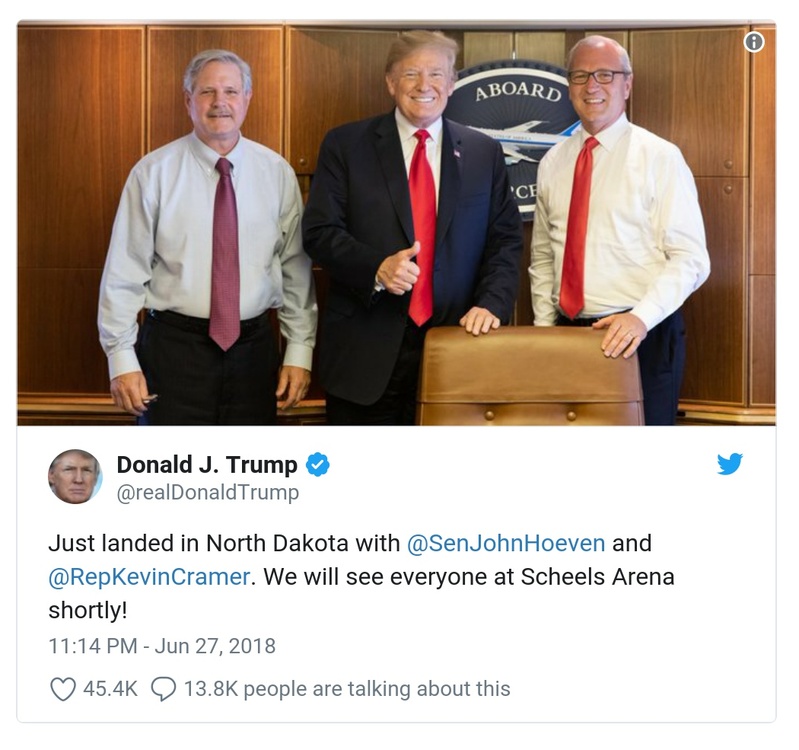 ABOARD
Donald J. Trump
@realDonaldTrump
Just landed in North Dakota with @SenJohnHoeven and
@RepKevinCramer. We will see everyone at Scheels Arena
shortly!
11:14 PM - Jun 27, 2018
45.4K 13.8K people are talking about this